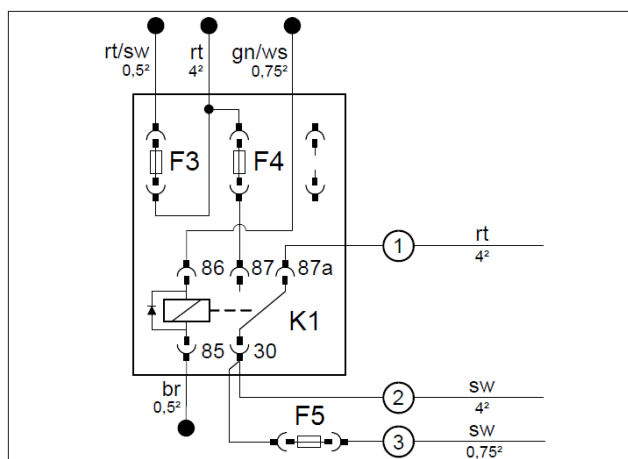 rt/sw
0,5²
rt
4²
gn/ws
0,75²
F3
F4
1
rt
4²
86
87
87a
K1
85
30
br
0,5²
2
sw
4²
F5
3
sw
0,75²